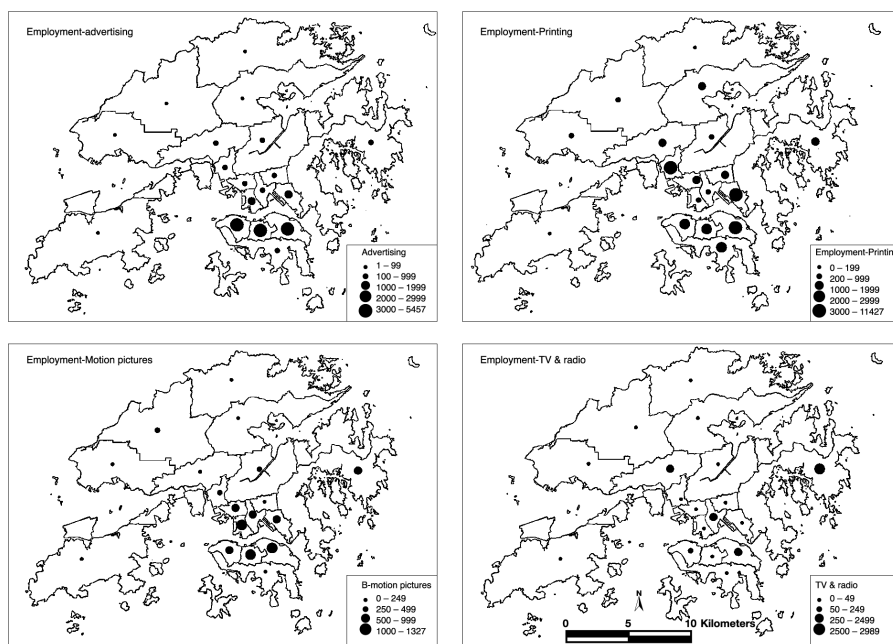 Employment-advertising
Advertising
1 – 99
100 – 999
1000 – 1999
2000 – 2999
3000 – 5457
Employment-Printing
Employment-Printin
0 – 199
200 – 999
1000 – 1999
2000 – 2999
3000 – 11427
Employment-Motion pictures
B-motion pictures
0 – 249
250 – 499
500 – 999
1000 – 1327
Employment-TV & radio
N
0 5 10 Kilometers
TV & radio
0 – 49
50 – 249
250 – 2499
2500 – 2989